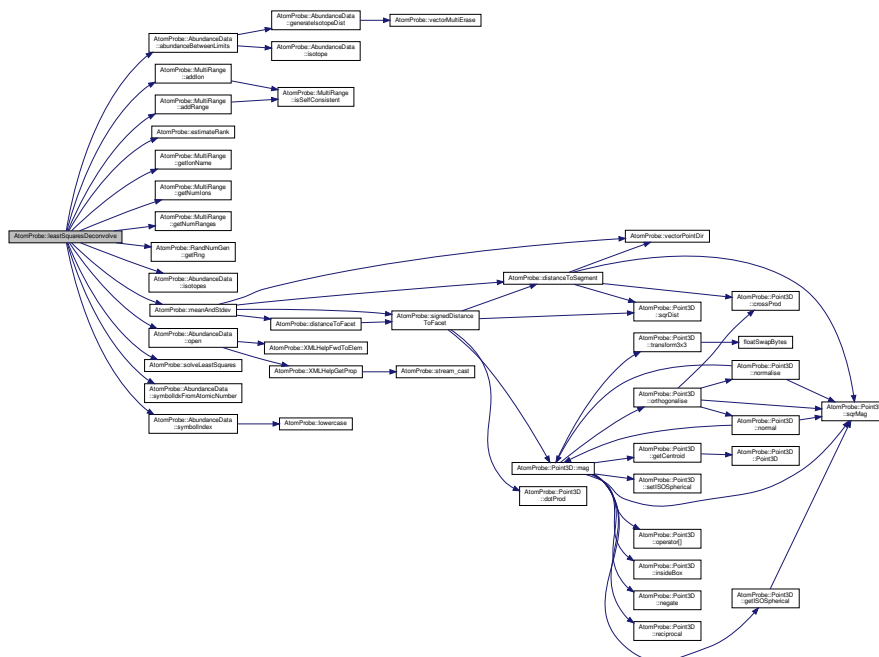 AtomProbe::leastSquaresDeconvolve
AtomProbe::AbundanceData
::abundanceBetweenLimits
AtomProbe::MultiRange
::addIon
AtomProbe::MultiRange
::addRange
AtomProbe::estimateRank
AtomProbe::MultiRange
::getIonName
AtomProbe::MultiRange
::getNumIons
AtomProbe::MultiRange
::getNumRanges
AtomProbe::RandNumGen
::getRng
AtomProbe::AbundanceData
::isotopes
AtomProbe::meanAndStdev
AtomProbe::AbundanceData
::open
AtomProbe::solveLeastSquares
AtomProbe::AbundanceData
::symbolIdxFromAtomicNumber
AtomProbe::AbundanceData
::symbolIndex
AtomProbe::AbundanceData
::generateIsotopeDist
AtomProbe::AbundanceData
::isotope
AtomProbe::MultiRange
::isSelfConsistent
AtomProbe::distanceToFacet
AtomProbe::XMLHelpFwdToElem
AtomProbe::XMLHelpGetProp
AtomProbe::lowercase
AtomProbe::vectorMultiErase
AtomProbe::signedDistance
ToFacet
AtomProbe::stream_cast
AtomProbe::distanceToSegment
AtomProbe::Point3D::mag
AtomProbe::Point3D
::dotProd
AtomProbe::vectorPointDir
AtomProbe::Point3D
::sqrDist
AtomProbe::Point3D
::transform3x3
AtomProbe::Point3D
::orthogonalise
AtomProbe::Point3D
::getCentroid
AtomProbe::Point3D
::setISOSpherical
AtomProbe::Point3D
::operator[]
AtomProbe::Point3D
::insideBox
AtomProbe::Point3D
::negate
AtomProbe::Point3D
::reciprocal
AtomProbe::Point3D
::crossProd
floatSwapBytes
AtomProbe::Point3D
::normalise
AtomProbe::Point3D
::normal
AtomProbe::Point3D
::Point3D
AtomProbe::Point3D
::getISOSpherical
AtomProbe::Point3D
::sqrMag